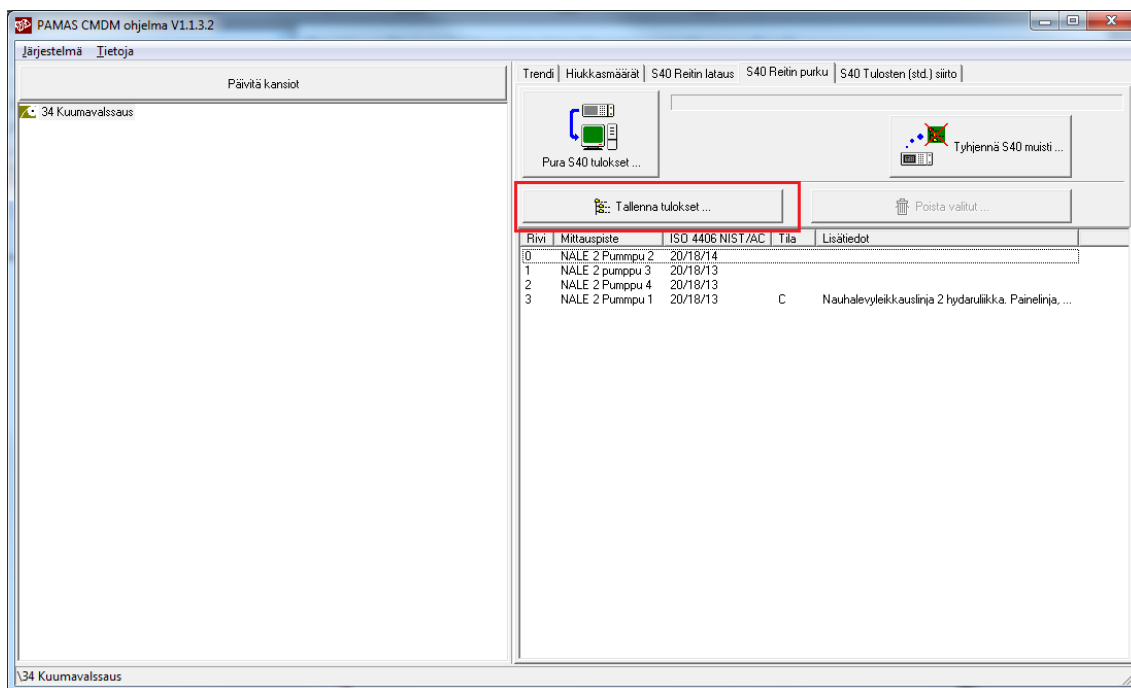 PAMAS CMDM ohjelma V1.1.3.2
Järjestelmä Tietoja
Päivitä kansiot
34 Kuumavalssaus
Trendi Hiukkasmäärät S40 Reitin lataus S40 Reitin purku S40 Tulosten (std.) siirto
Pura S40 tulokset ...
Tyhjennä S40 muisti ...
Tallenna tulokset ...
Poista valitut ...
Rivi Mittauspiste ISO 4406 NIST/AC Tila Lisätiedot
0 NALE 2 Pummpu 2 20/18/14
1 NALE 2 pumppu 3 20/18/13
2 NALE 2 Pumppu 4 20/18/13
3 NALE 2 Pummpu 1 20/18/13 C Nauhalevyleikkauslinja 2 hydaruliikka. Painelinja, ...
\34 Kuumavalssaus